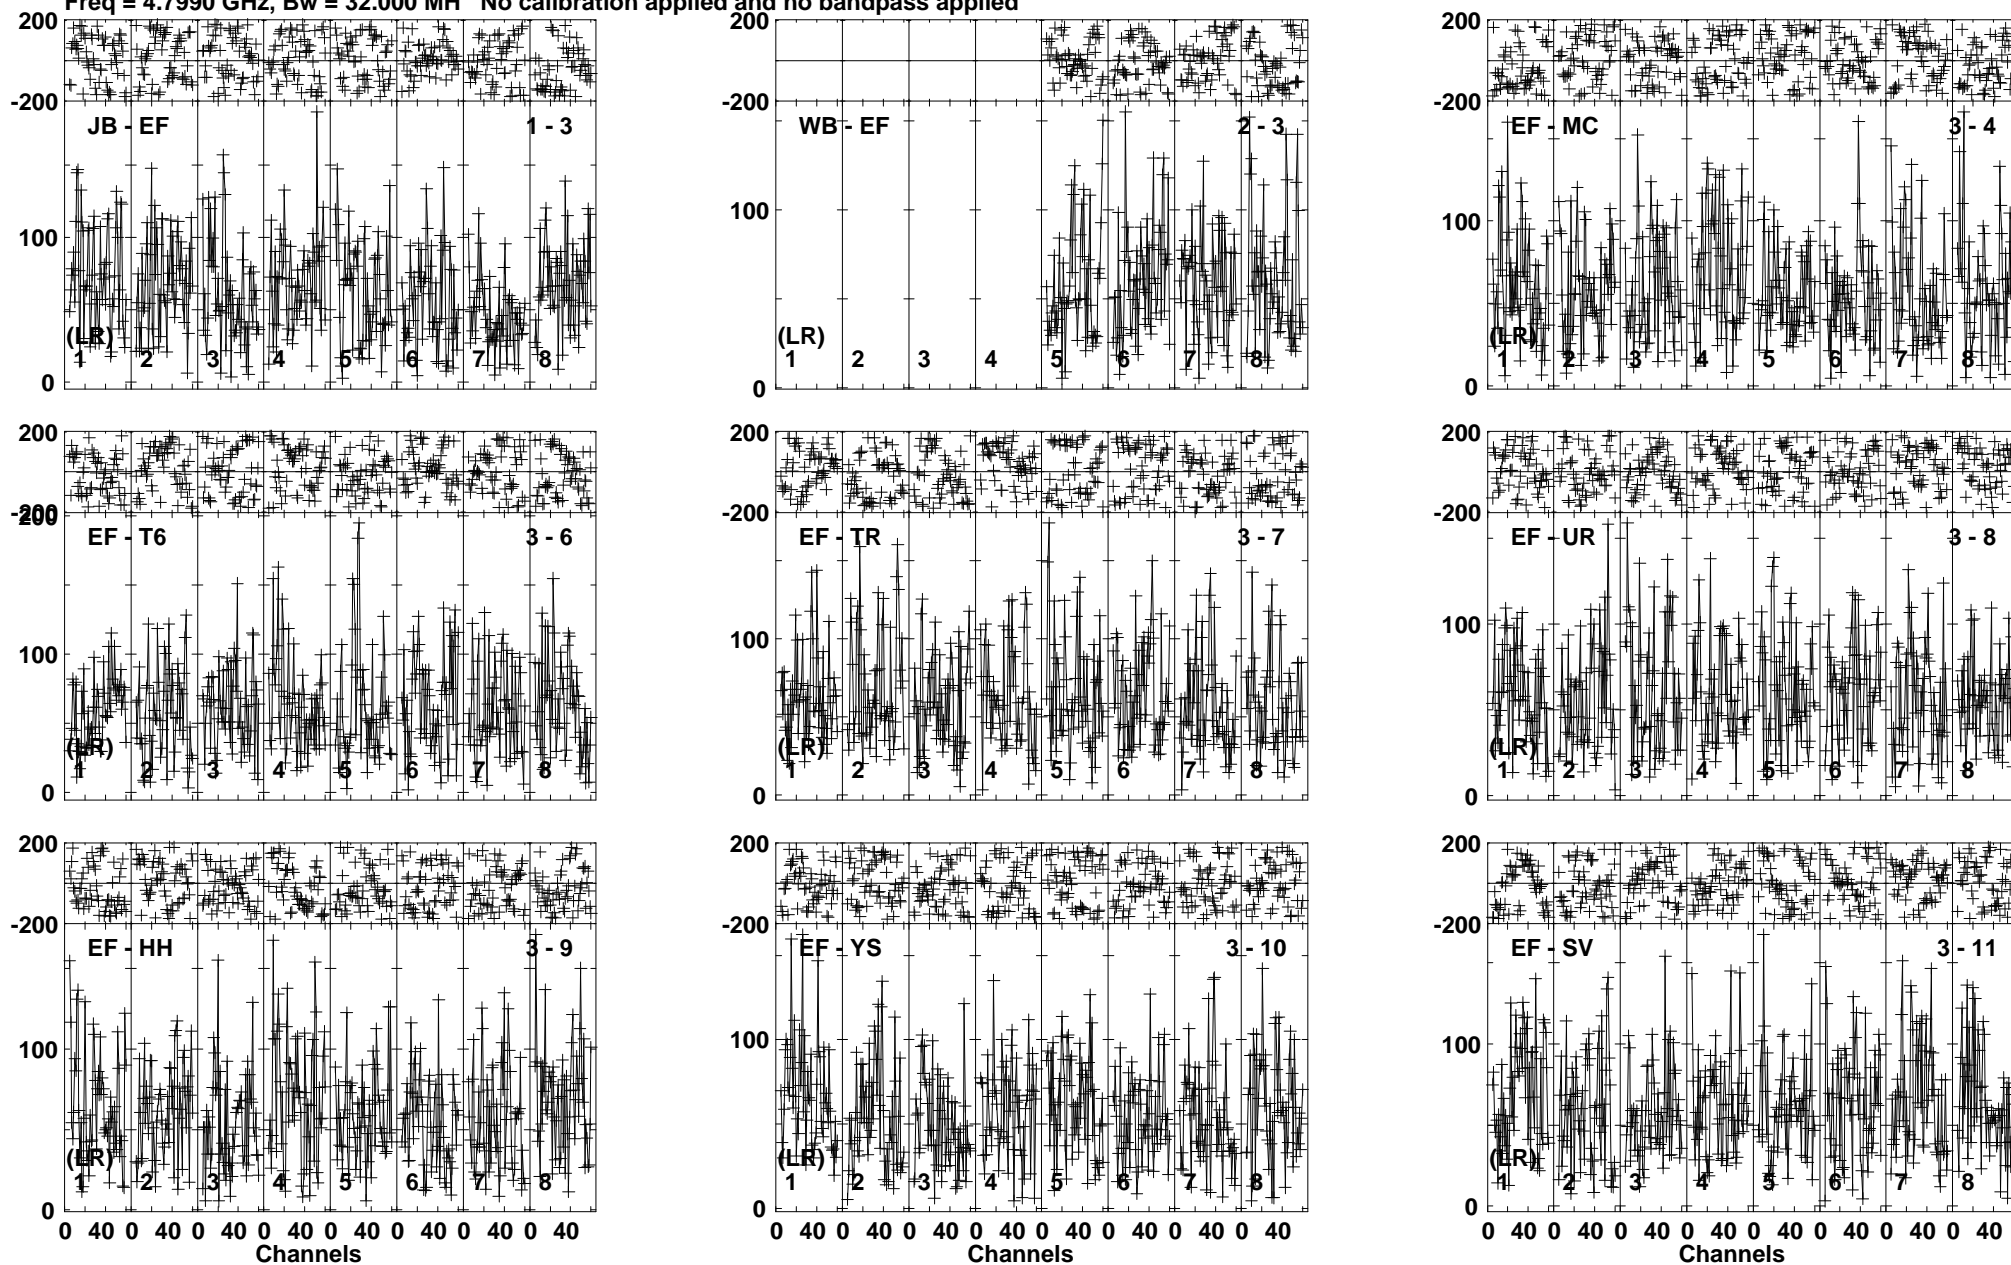 Freq = 4.7990 GHz, Bw = 32.000 MH No calibration applied and no bandpass applied
200
-200
JB - EF 1 - 3
100
(LR)
1 2 3 4 5 6 7 8
0
-200
WB - EF 2 - 3
100
(LR)
1 2 3 4 5 6 7 8
0
200
-200
EF - MC 3 - 4
100
(LR)
1 2 3 4 5 6 7 8
0
200
-200
200
EF - T6 3 - 6
100
(LR)
1 2 3 4 5 6 7 8
0
200
-200
EF - TR 3 - 7
100
(LR)
1 2 3 4 5 6 7 8
0
200
-200
EF - UR 3 - 8
100
(LR)
1 2 3 4 5 6 7 8
0
200
-200
EF - HH 3 - 9
100
(LR)
1 2 3 4 5 6 7 8
0
0 40 0 40 0 40 0 40 0 40 0 40 0 40 0 40
Channels
200
-200
EF - YS 3 - 10
100
(LR)
1 2 3 4 5 6 7 8
0
0 40 0 40 0 40 0 40 0 40 0 40 0 40 0 40
Channels
200
-200
EF - SV 3 - 11
100
(LR)
1 2 3 4 5 6 7 8
0
0 40 0 40 0 40 0 40 0 40 0 40 0 40 0 40
Channels